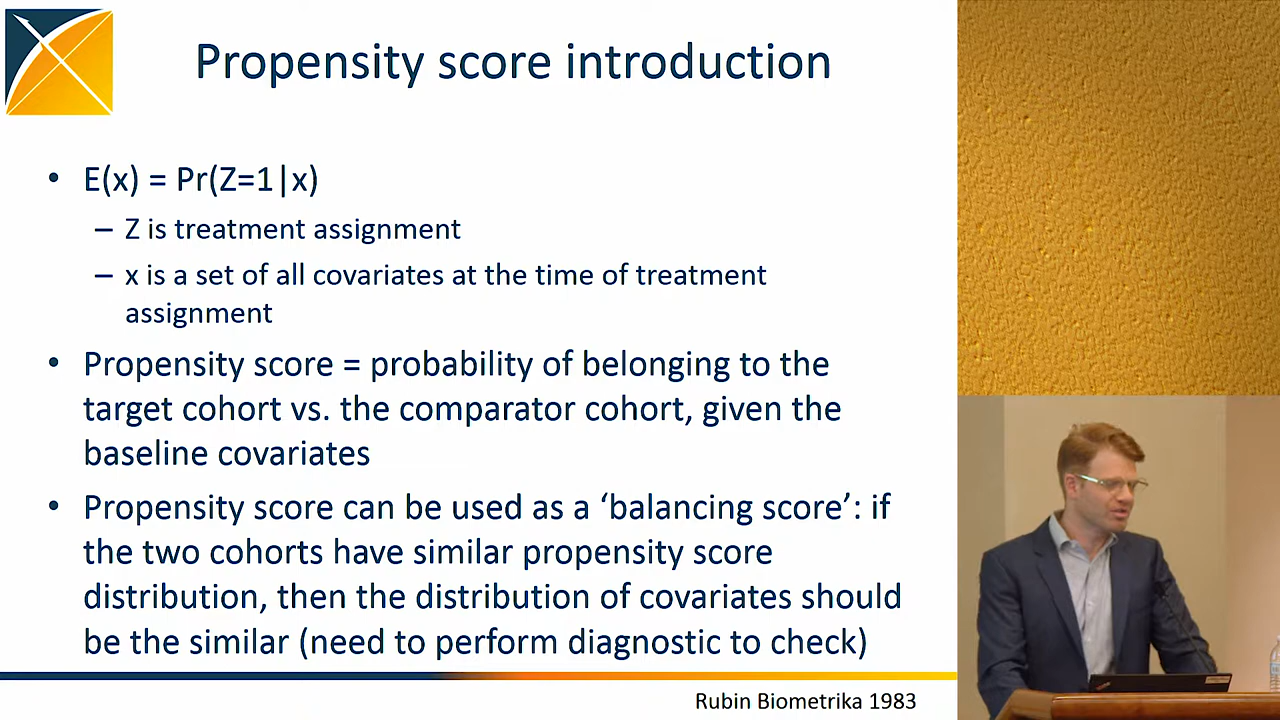 Propensity score introduction
• E(x) = Pr(Z=1|x)
– Z is treatment assignment
– x is a set of all covariates at the time of treatment
assignment
• Propensity score = probability of belonging to the
target cohort vs. the comparator cohort, given the
baseline covariates
• Propensity score can be used as a ‘balancing score’: if
the two cohorts have similar propensity score
distribution, then the distribution of covariates should
be the similar (need to perform diagnostic to check)
Rubin Biometrika 1983